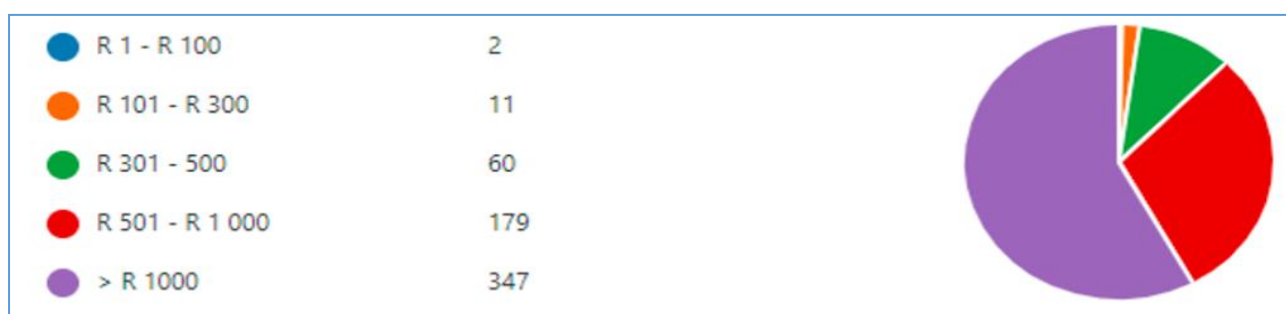 R 1 - R 100 2
R 101 - R 300 11
R 301 - 500 60
R 501 - R 1 000 179
> R 1000 347